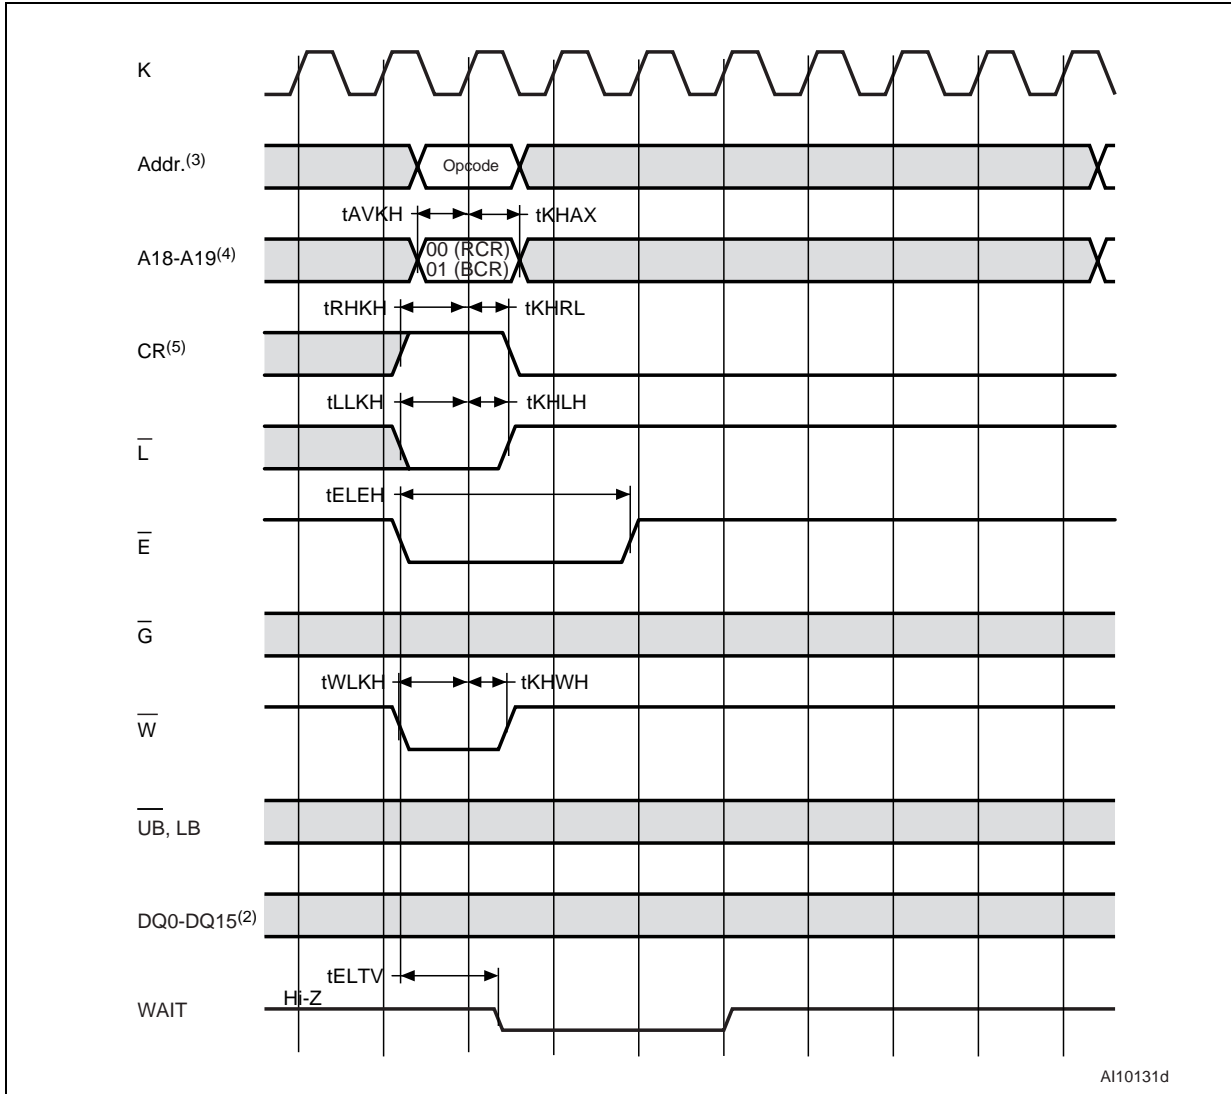 K
Addr.(3)
Opcode
tAVKH
tKHAX
A18-A19(4)
00 (RCR)
01 (BCR)
tRHKH
tKHRL
CR(5)
tLLKH
tKHLH
L
tELEH
E
G
tWLKH
tKHWH
W
UB, LB
DQ0-DQ15(2)
tELTV
Hi-Z
WAIT
AI10131d